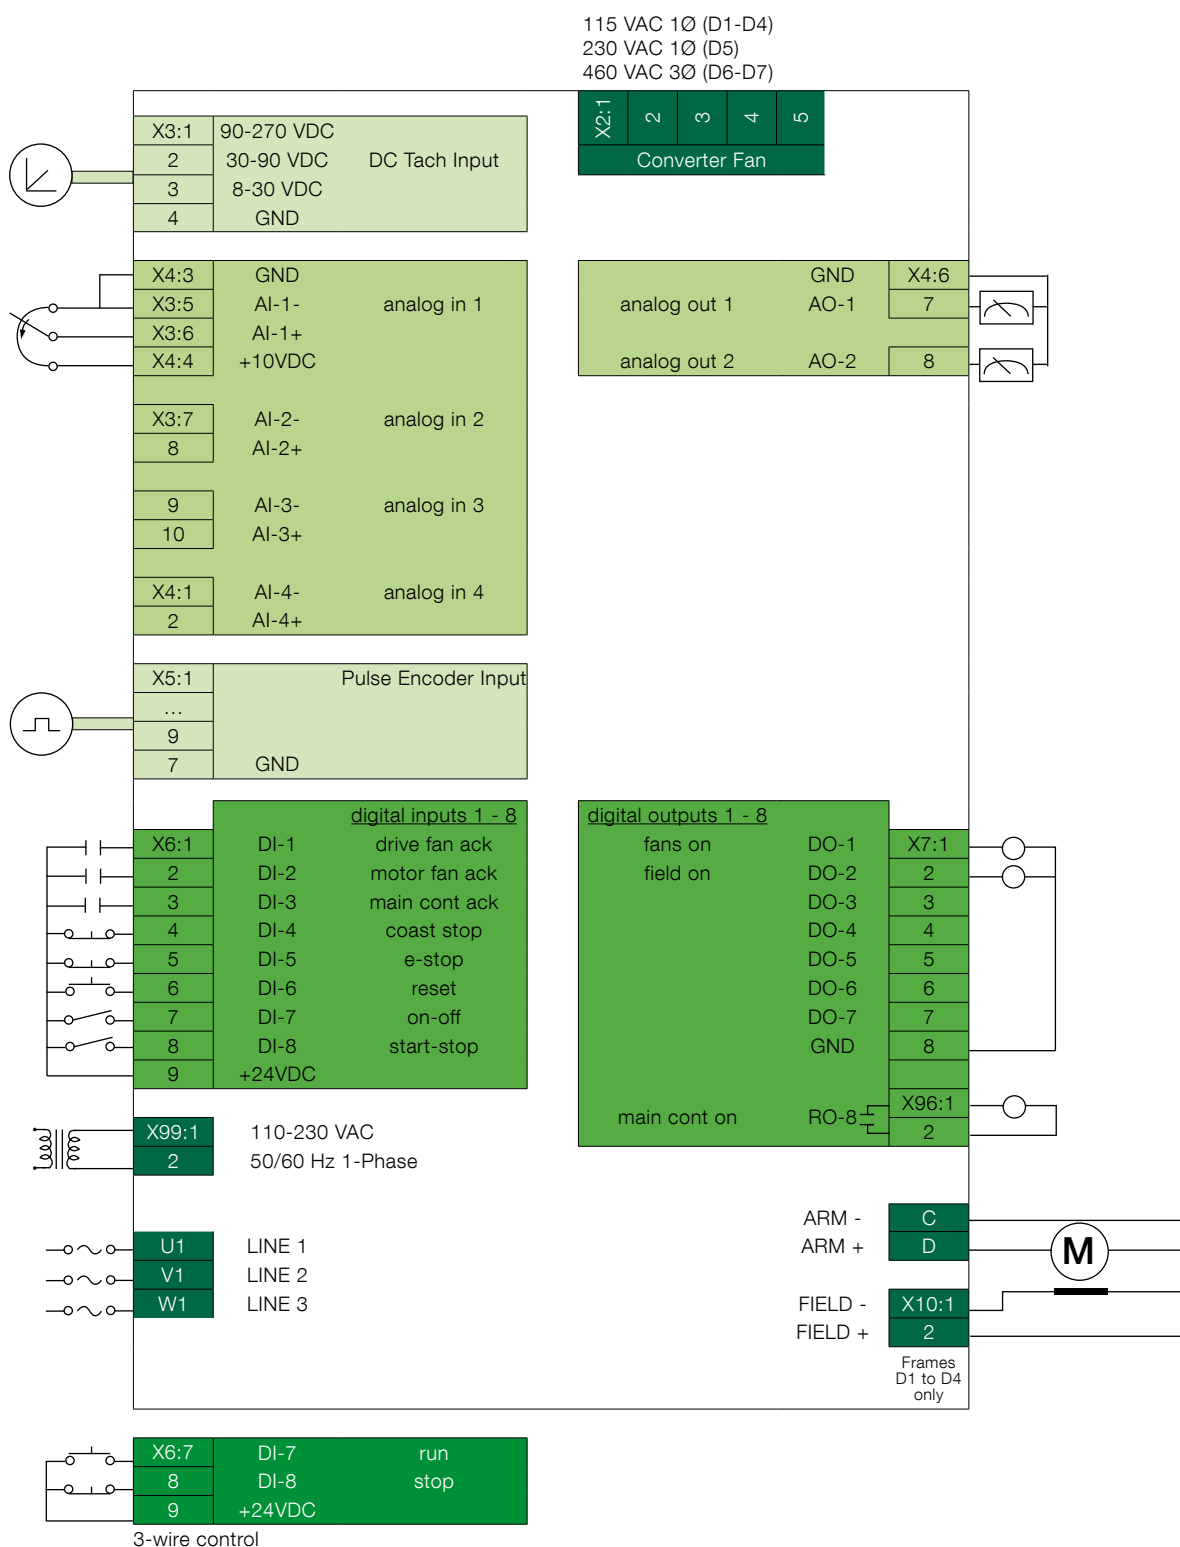 115 VAC 1Ø (D1-D4)
230 VAC 1Ø (D5)
460 VAC 3Ø (D6-D7)
X2:1 2 3 4 5
Converter Fan
X3:1 90-270 VDC
2 30-90 VDC DC Tach Input
3 8-30 VDC
4 GND
X4:3 GND
X3:5 AI-1- analog in 1
X3:6 AI-1+
X4:4 +10VDC
X3:7 AI-2- analog in 2
8 AI-2+
9 AI-3- analog in 3
10 AI-3+
X4:1 AI-4- analog in 4
2 AI-4+
GND X4:6
analog out 1 AO-1 7
analog out 2 AO-2 8
X5:1 Pulse Encoder Input
...
9
7 GND
digital inputs 1 - 8
X6:1 DI-1 drive fan ack
2 DI-2 motor fan ack
3 DI-3 main cont ack
4 DI-4 coast stop
5 DI-5 e-stop
6 DI-6 reset
7 DI-7 on-off
8 DI-8 start-stop
9 +24VDC
digital outputs 1 - 8
fans on DO-1 X7:1
field on DO-2 2
DO-3 3
DO-4 4
DO-5 5
DO-6 6
DO-7 7
GND 8
main cont on RO-8 X96:1
2
X99:1 110-230 VAC
2 50/60 Hz 1-Phase
U1 LINE 1
V1 LINE 2
W1 LINE 3
ARM - C
ARM + D
M
FIELD - X10:1
FIELD + 2
Frames
D1 to D4
only
X6:7 DI-7 run
8 DI-8 stop
9 +24VDC
3-wire control